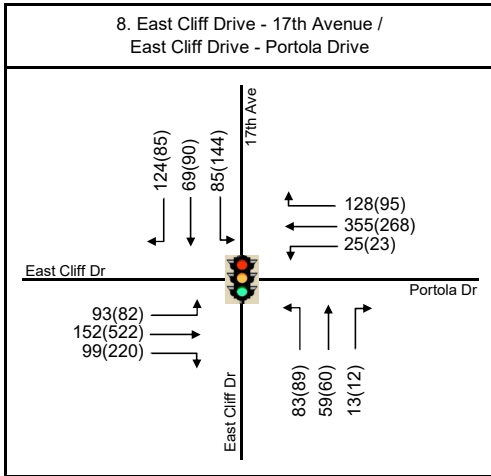 8. East Cliff Drive - 17th Avenue /
East Cliff Drive - Portola Drive
17th Ave
124(85)
69(90)
85(144)
128(95)
355(268)
25(23)
East Cliff Dr
Portola Dr
93(82)
152(522)
99(220)
East Cliff Dr
83(89)
59(60)
13(12)